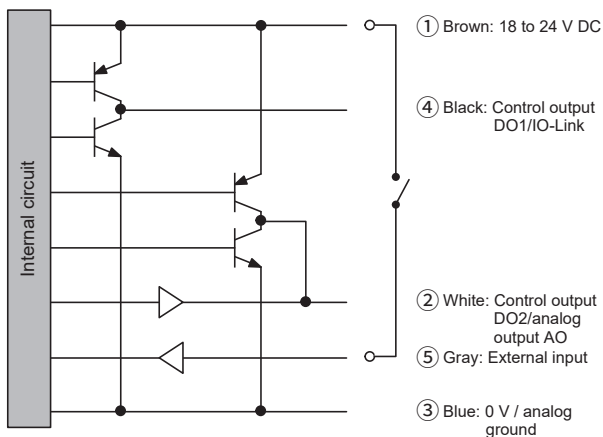 Internal circuit
① Brown: 18 to 24 V DC
④ Black: Control output
DO1/IO-Link
② White: Control output
DO2/analog
output AO
⑤ Gray: External input
③ Blue: 0 V / analog
ground